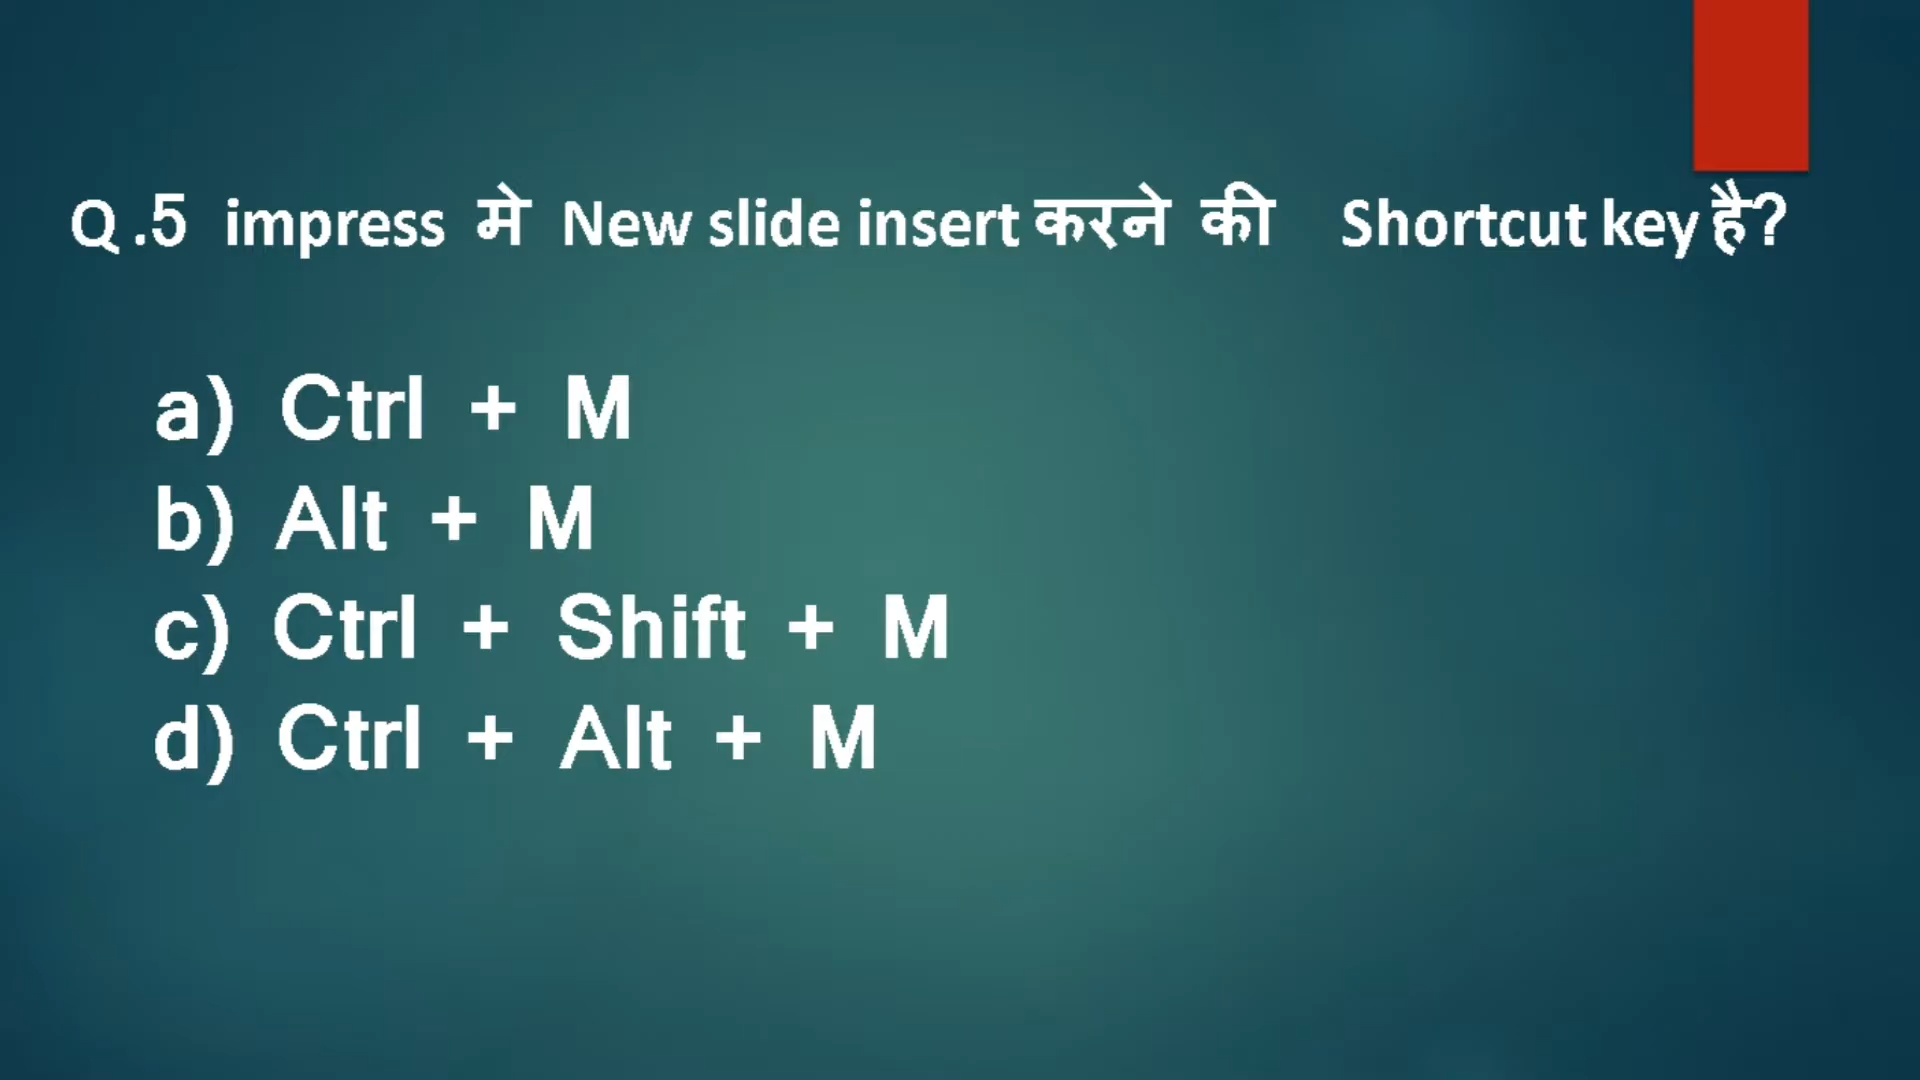 Q.5 impress मे New slide insert करने की Shortcut key है?
a) Ctrl + M
b) Alt + M
c) Ctrl + Shift + M
d) Ctrl + Alt + M